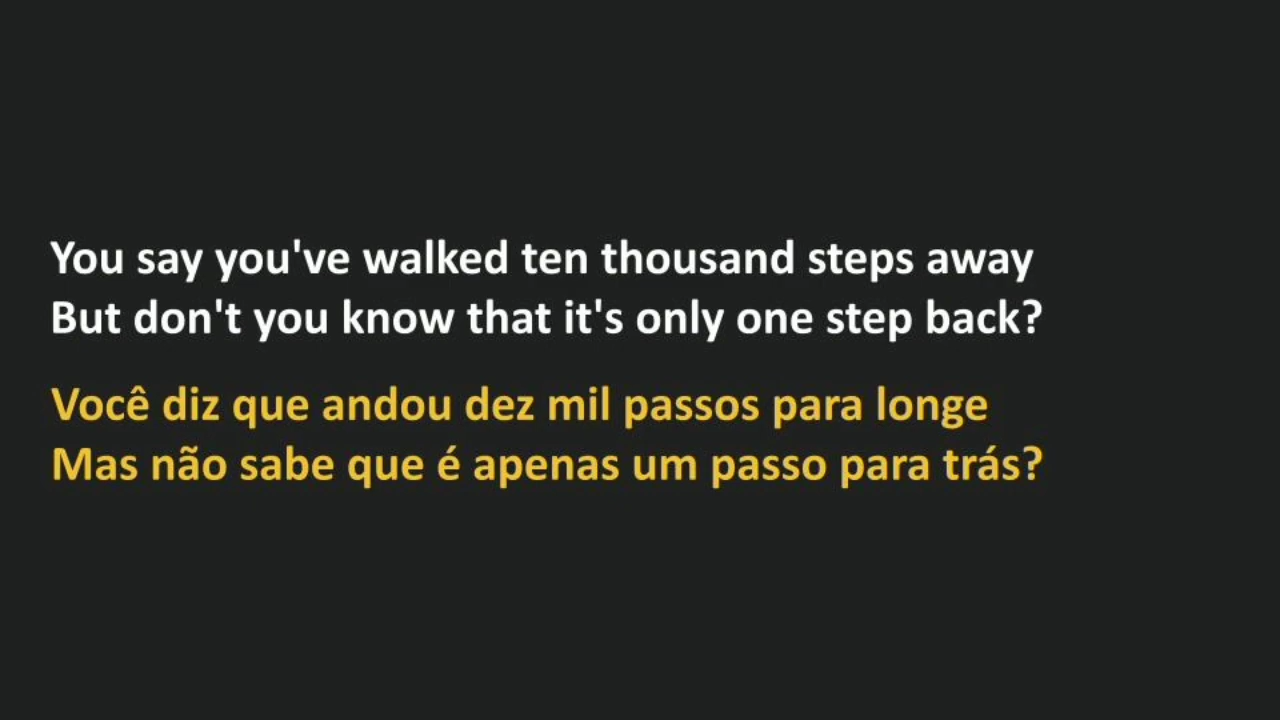 You say you've walked ten thousand steps away
But don't you know that it's only one step back?
Você diz que andou dez mil passos para longe
Mas não sabe que é apenas um passo para trás?